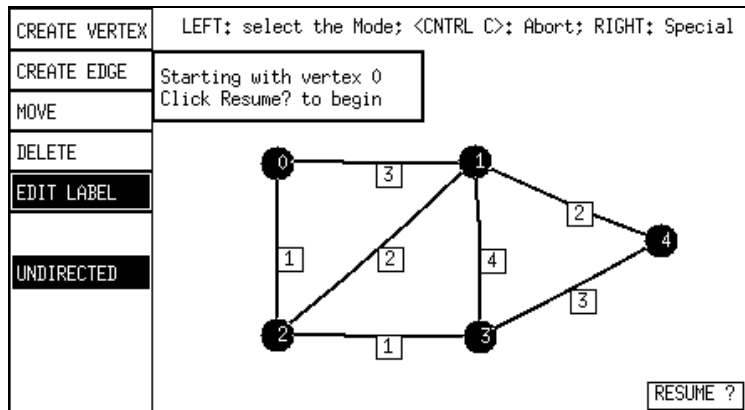 CREATE VERTEX
LEFT: select the Mode; <CNTRL C>: Abort; RIGHT: Special
CREATE EDGE
MOVE
DELETE
EDIT LABEL
UNDIRECTED
Starting with vertex 0
Click Resume? to begin
0
1
3
2
4
1
2
4
3
2
3
1
RESUME ?